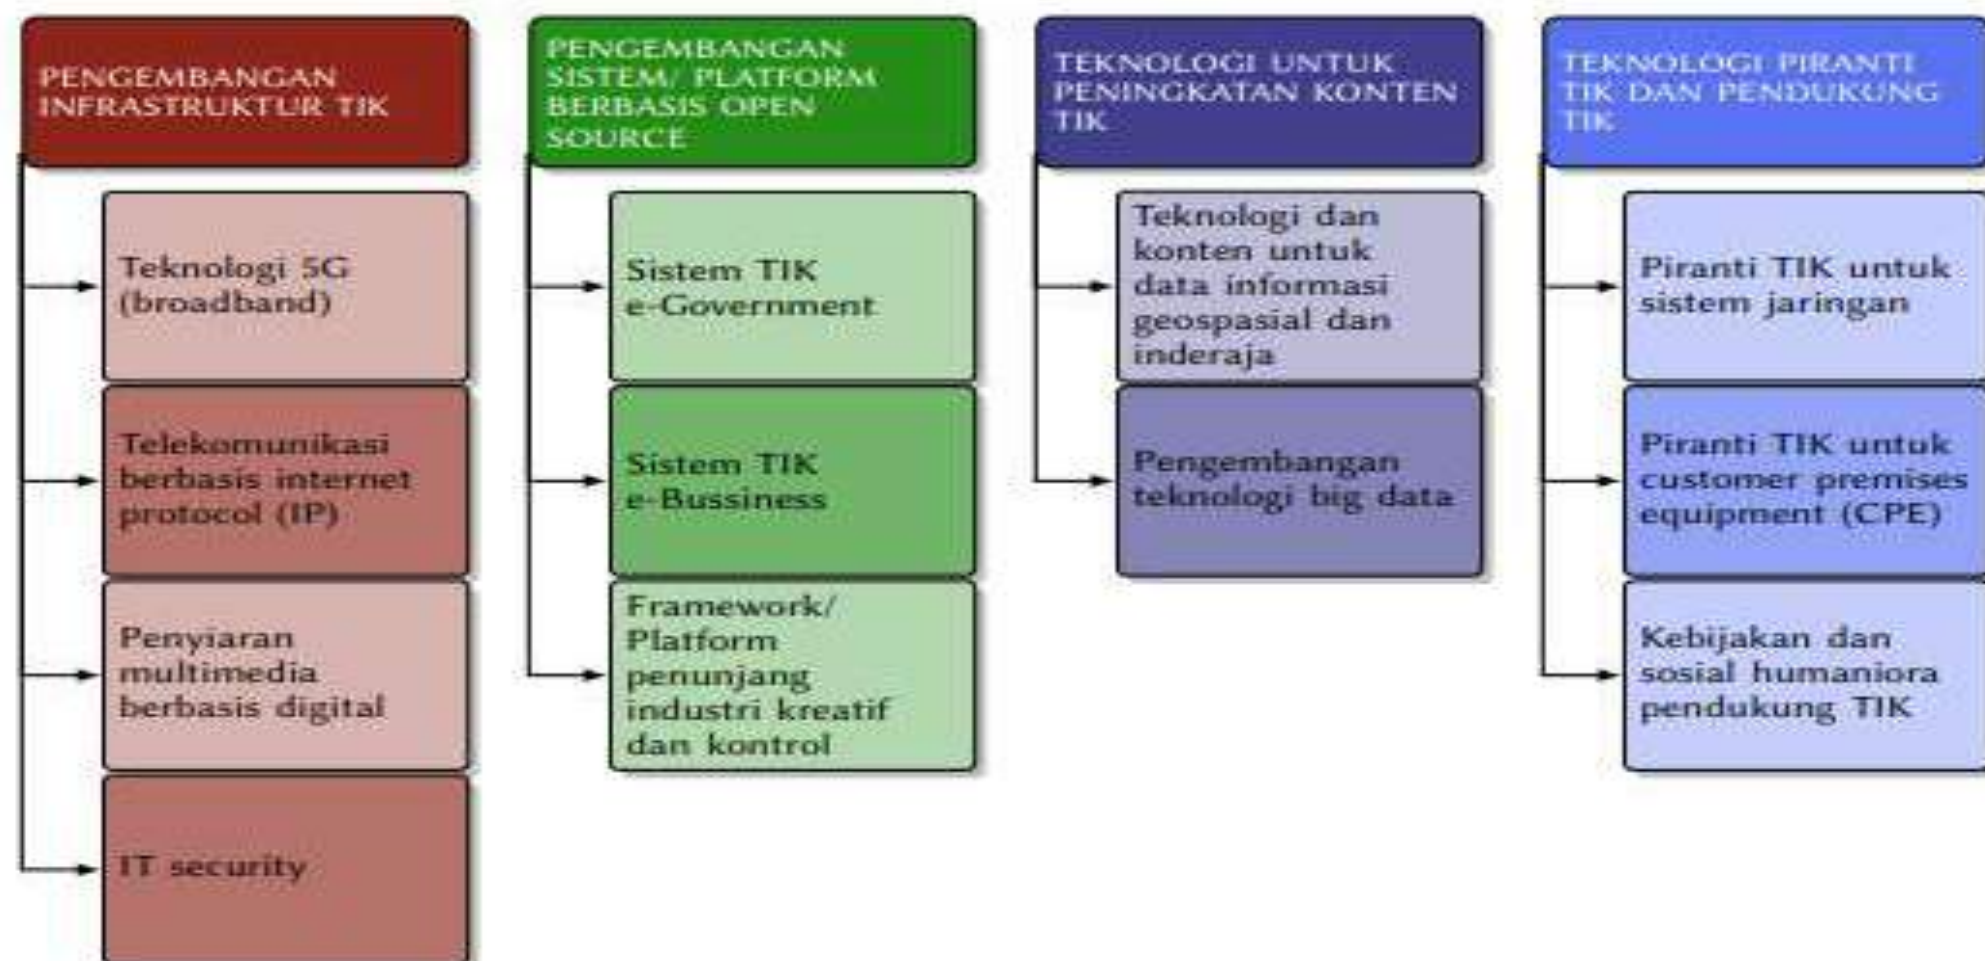 PENGEMBANGAN
INFRASTRUKTUR TIK
Teknologi 5G
(broadband)
Telekomunikasi
berbasis internet
protocol (IP)
Penyiaran
multimedia
berbasis digital
IT security
PENGEMBANGAN
SISTEM/ PLATFORM
BERBASIS OPEN
SOURCE
Sistem TIK
e-Government
Sistem TIK
e-Bussiness
Framework/
Platform
penunjang
industri kreatif
dan kontrol
TEKNOLOGI UNTUK
PENINGKATAN KONTEN
TIK
Teknologi dan
konten untuk
data informasi
geospasial dan
inderaja
Pengembangan
teknologi big data
TEKNOLOGI PIRANTI
TIK DAN PENDUKUNG
TIK
Piranti TIK untuk
sistem jaringan
Piranti TIK untuk
customer premises
equipment (CPE)
Kebijakan dan
sosial humaniora
pendukung TIK